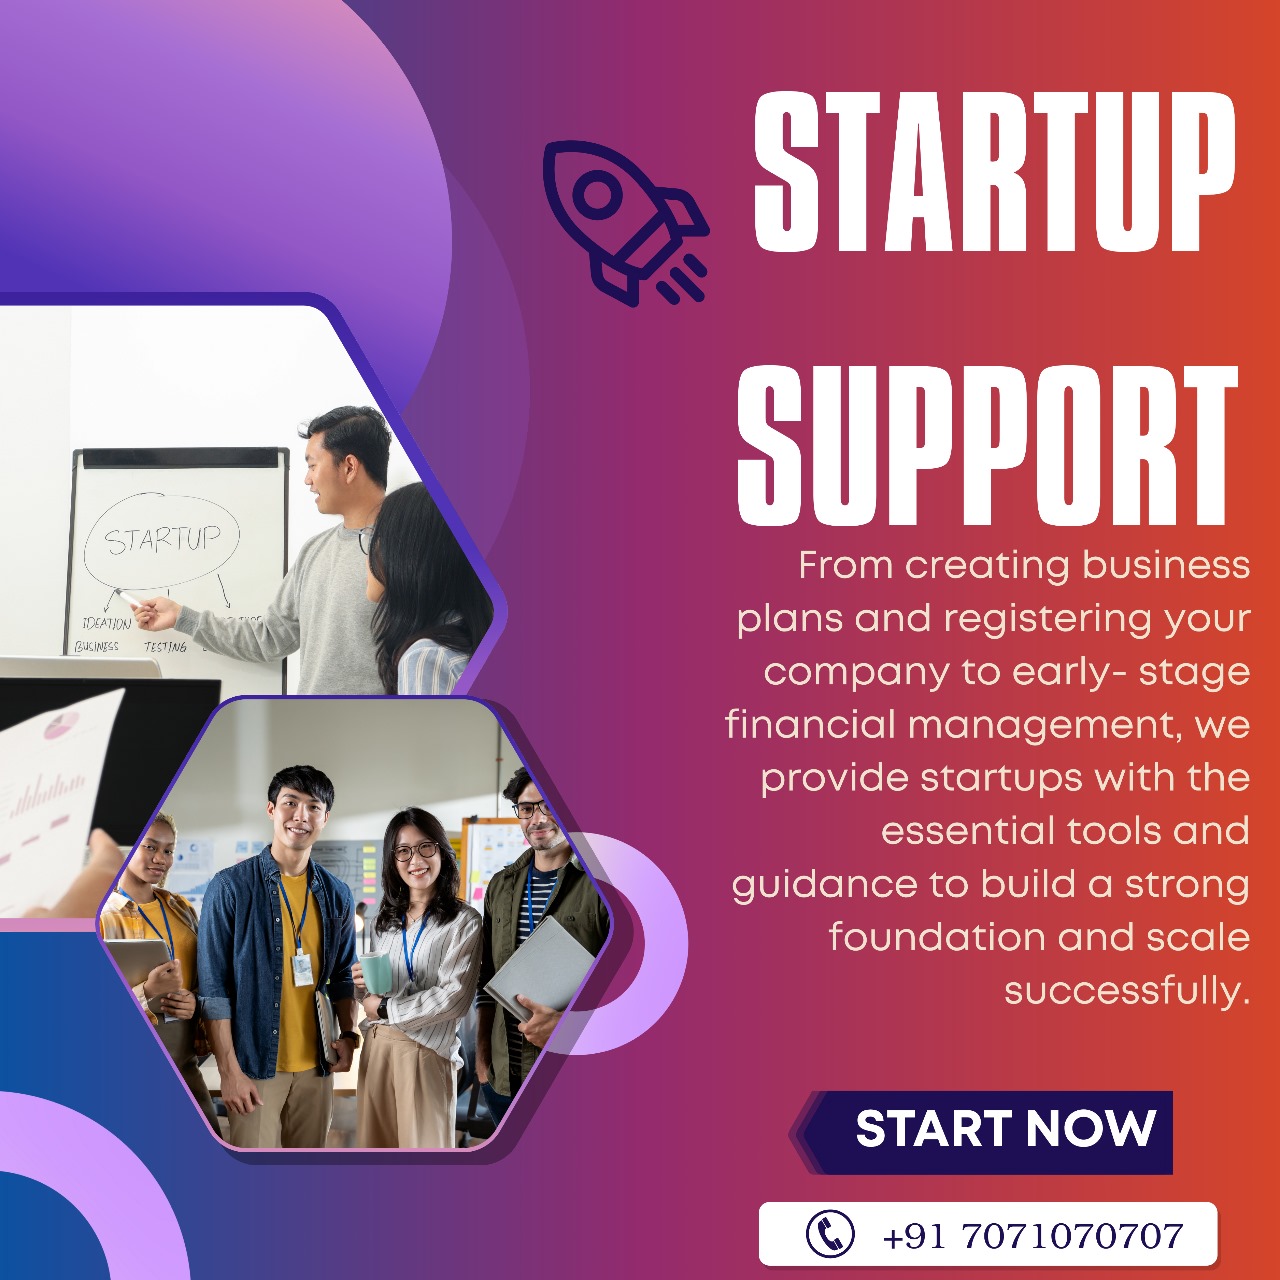 STARTUP
SUPPORT
From creating business
plans and registering your
company to early- stage
financial management, we
provide startups with the
essential tools and
guidance to build a strong
foundation and scale
successfully.
START NOW
+91 7071070707
STARTUP
IDEATION
BUSINESS TESTING